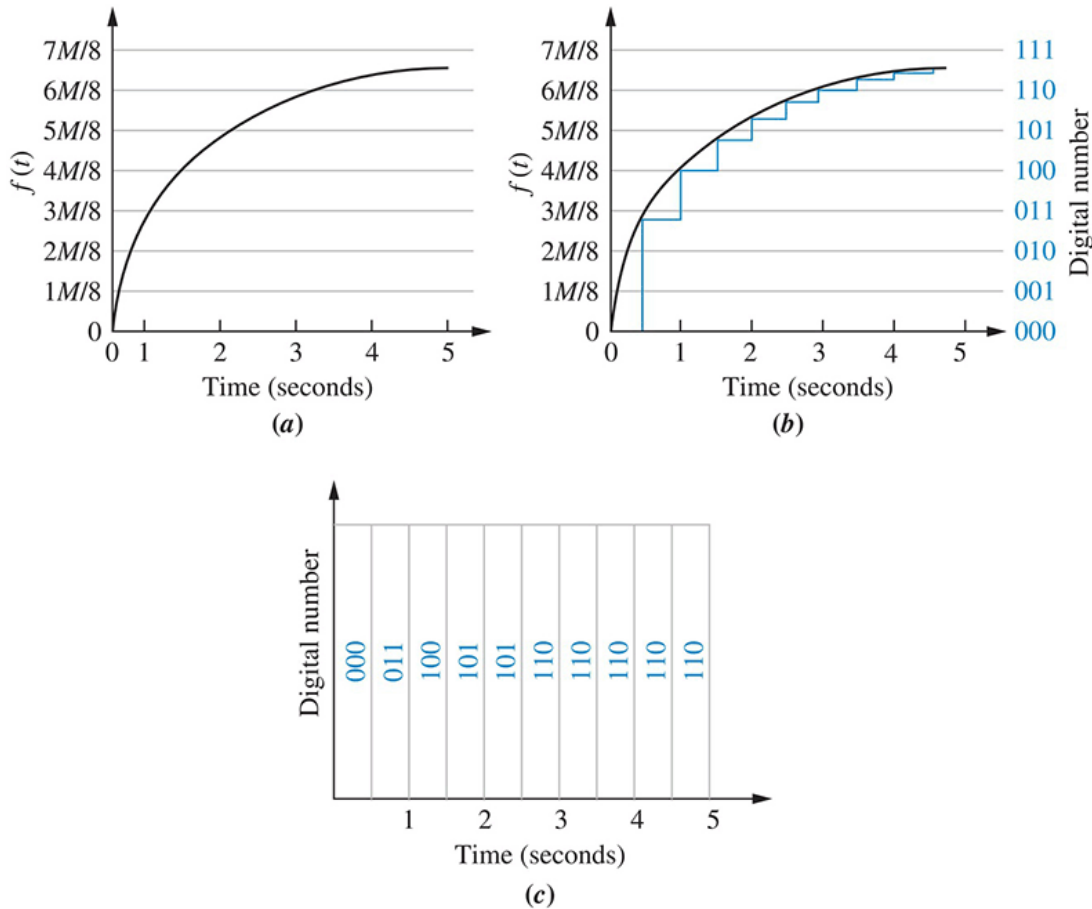 7M/8
6M/8
5M/8
4M/8
3M/8
2M/8
1M/8
0
f (t)
0 1 2 3 4 5
Time (seconds)
(a)
7M/8
6M/8
5M/8
4M/8
3M/8
2M/8
1M/8
0
f (t)
0 1 2 3 4 5
Time (seconds)
(b)
111
110
101
100
011
010
001
000
Digital number
Digital number
000
011
100
101
101
110
110
110
110
110
1 2 3 4 5
Time (seconds)
(c)